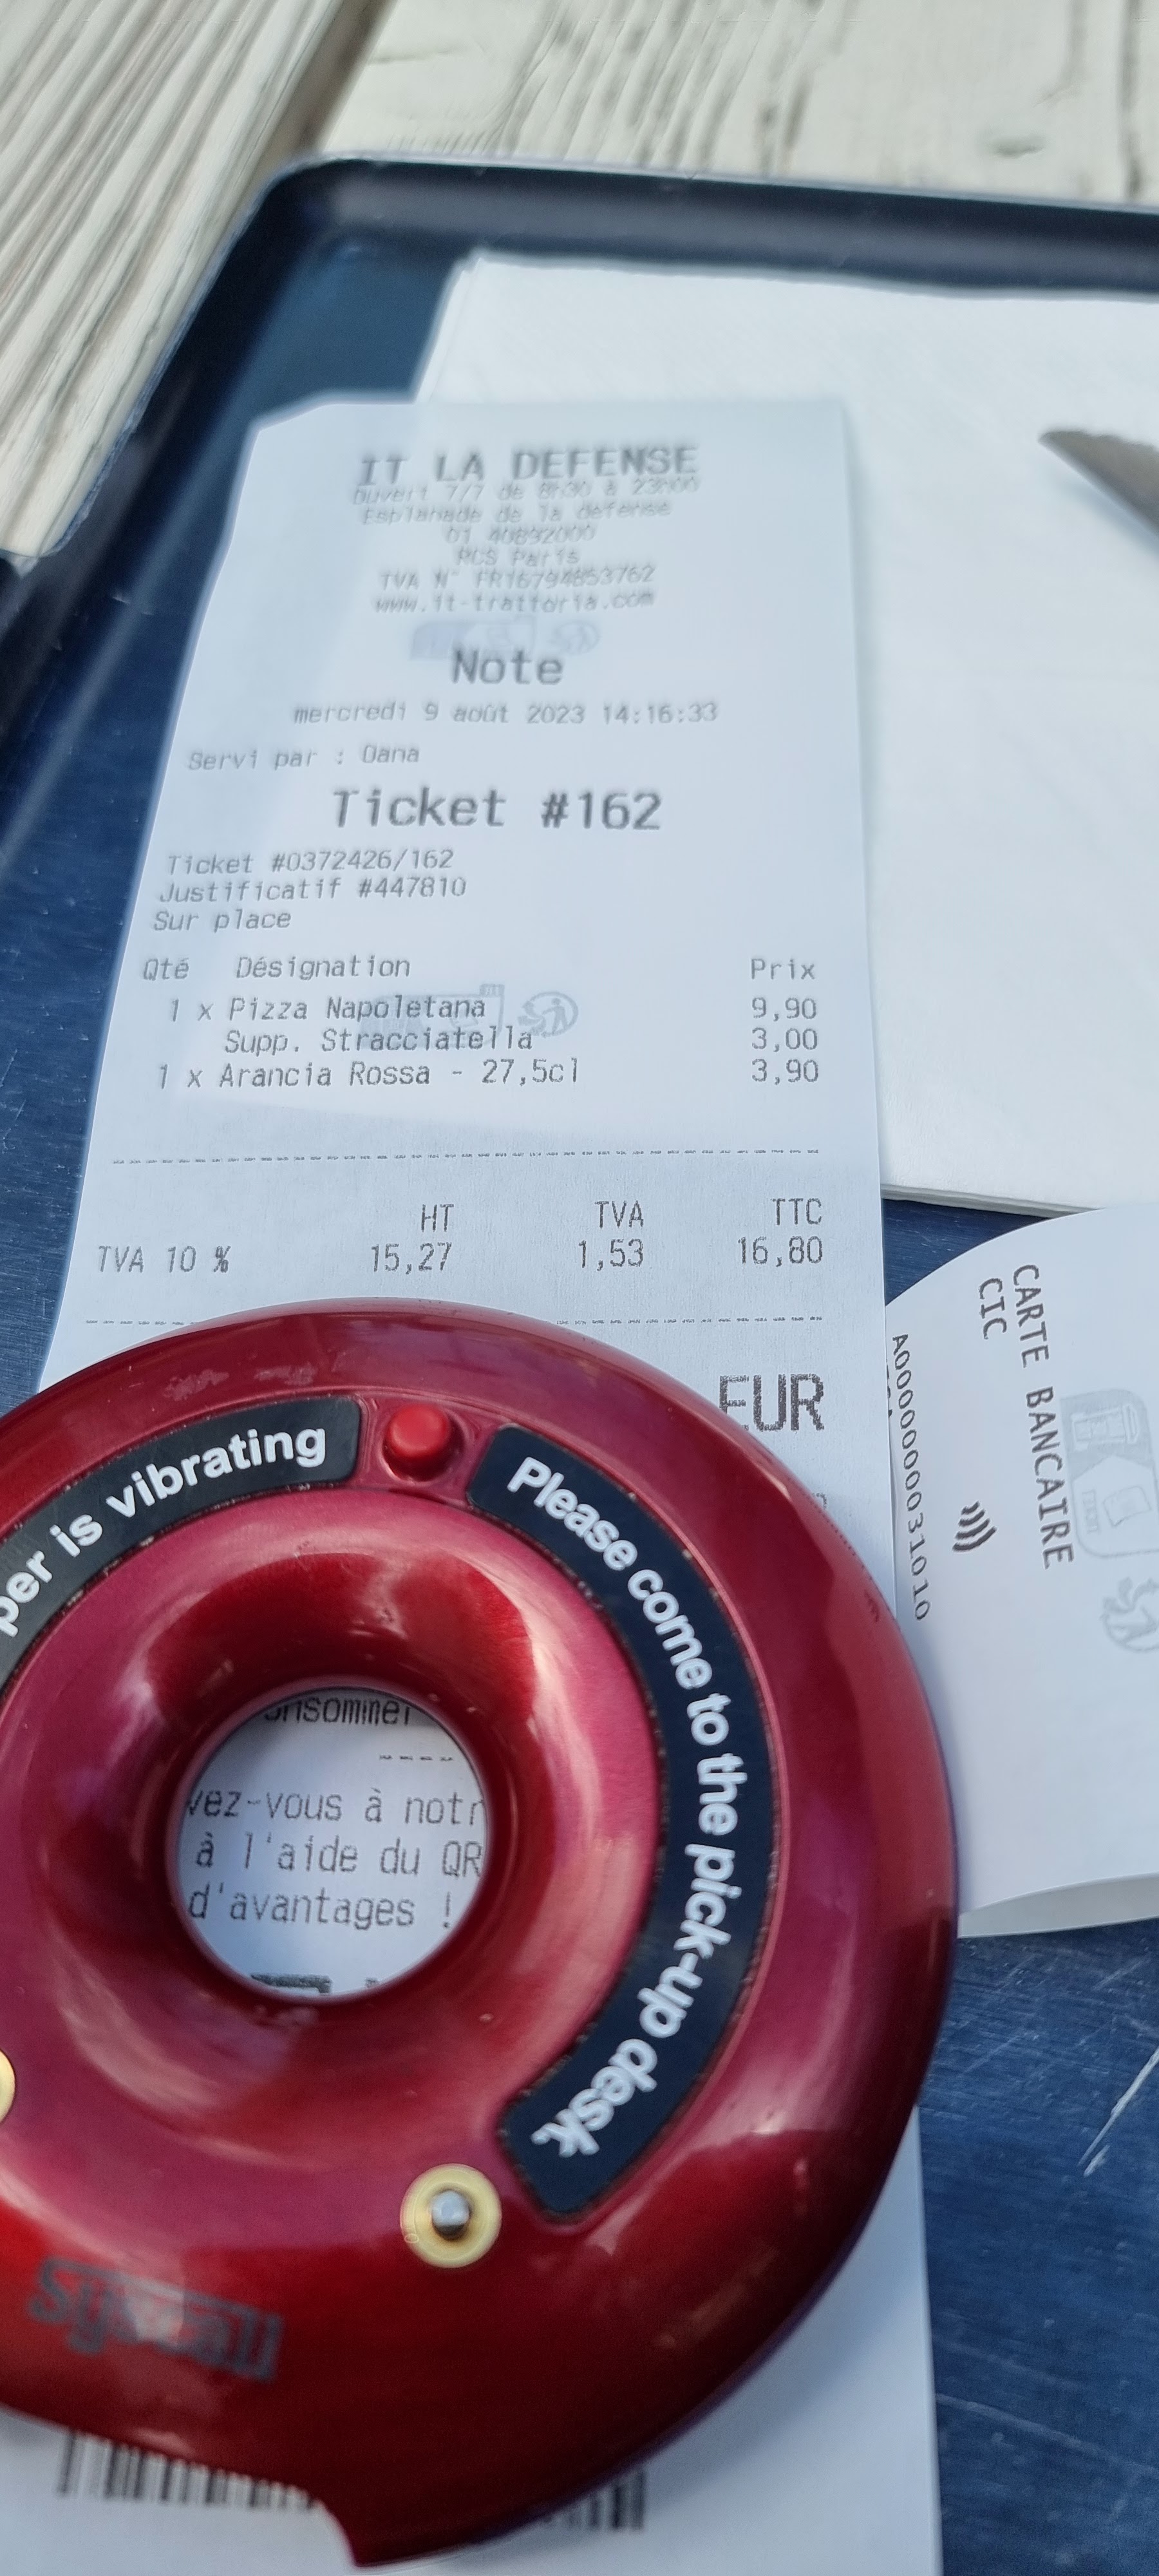 IT LA DEFENSE
Ouvert 7/7 de 8h30 à 23h00
Esplanade de la défense
01 40892000
RCS Paris
TVA N° FR16794853762
www.it-trattoria.com
Note
mercredi 9 août 2023 14:16:33
Servi par : Dana
Ticket #162
Ticket #0372426/162
Justificatif #447810
Sur place
Qté Désignation Prix
1 x Pizza Napoletana 9,90
Supp. Stracciatella 3,00
1 x Arancia Rossa - 27,5cl 3,90
HT TVA TTC
TVA 10 % 15,27 1,53 16,80
EUR
per is vibrating
Please come to the pick-up desk.
vez-vous à notr
à l'aide du QR
d'avantages !
Syscall
CARTE BANCAIRE
CIC
A0000000031010